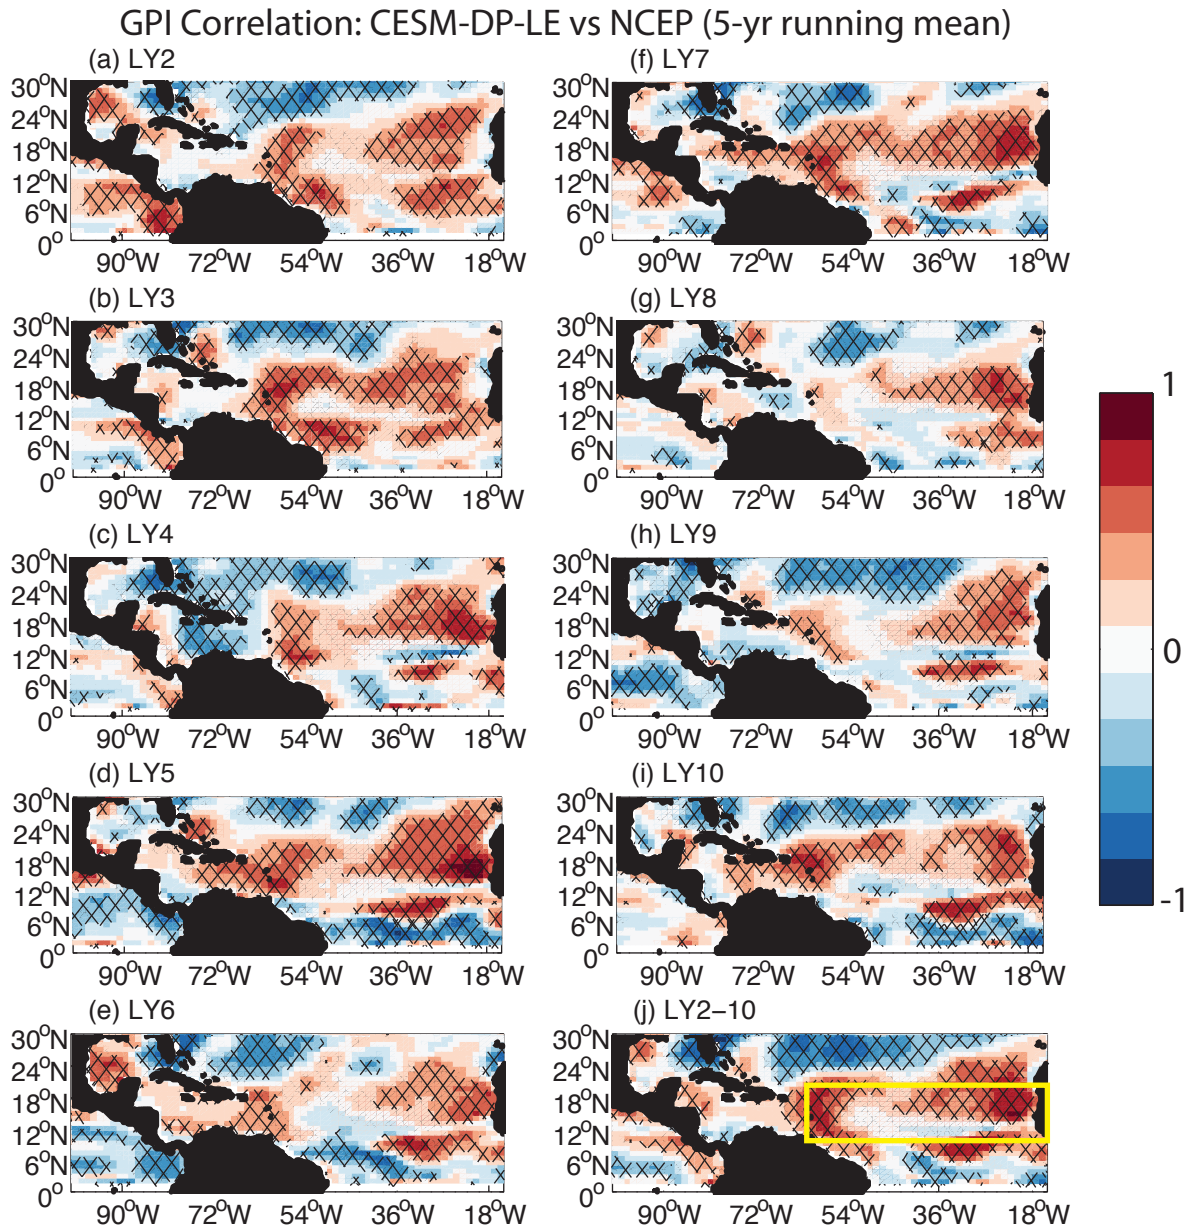 GPI Correlation: CESM-DP-LE vs NCEP (5-yr running mean)
(a) LY2
30°N
24°N
18°N
12°N
6°N
0°
90°W 72°W 54°W 36°W 18°W
(f) LY7
30°N
24°N
18°N
12°N
6°N
0°
90°W 72°W 54°W 36°W 18°W
(b) LY3
30°N
24°N
18°N
12°N
6°N
0°
90°W 72°W 54°W 36°W 18°W
(g) LY8
30°N
24°N
18°N
12°N
6°N
0°
90°W 72°W 54°W 36°W 18°W
(c) LY4
30°N
24°N
18°N
12°N
6°N
0°
90°W 72°W 54°W 36°W 18°W
(h) LY9
30°N
24°N
18°N
12°N
6°N
0°
90°W 72°W 54°W 36°W 18°W
(d) LY5
30°N
24°N
18°N
12°N
6°N
0°
90°W 72°W 54°W 36°W 18°W
(i) LY10
30°N
24°N
18°N
12°N
6°N
0°
90°W 72°W 54°W 36°W 18°W
(e) LY6
30°N
24°N
18°N
12°N
6°N
0°
90°W 72°W 54°W 36°W 18°W
(j) LY2−10
30°N
24°N
18°N
12°N
6°N
0°
90°W 72°W 54°W 36°W 18°W
1
0
-1